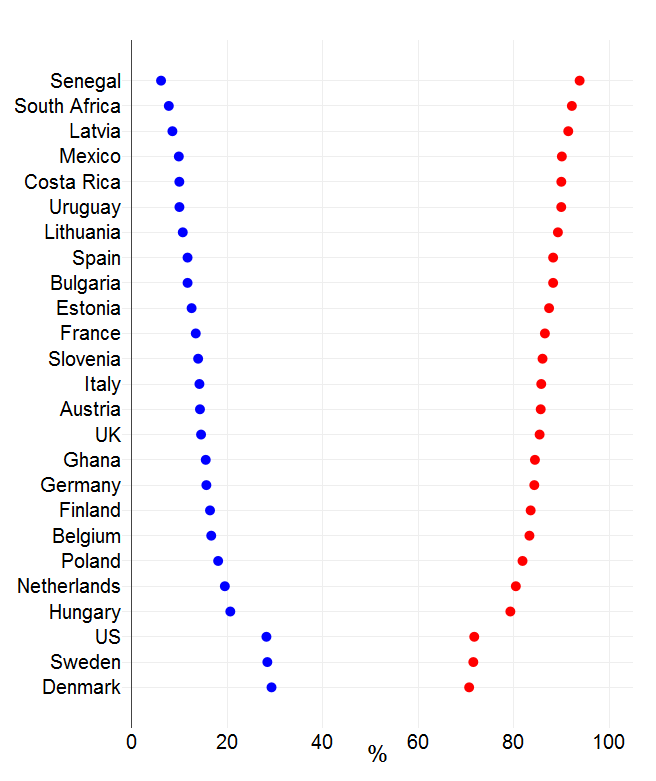 Senegal
South Africa
Latvia
Mexico
Costa Rica
Uruguay
Lithuania
Spain
Bulgaria
Estonia
France
Slovenia
Italy
Austria
UK
Ghana
Germany
Finland
Belgium
Poland
Netherlands
Hungary
US
Sweden
Denmark
0 20 40 60 80 100
%